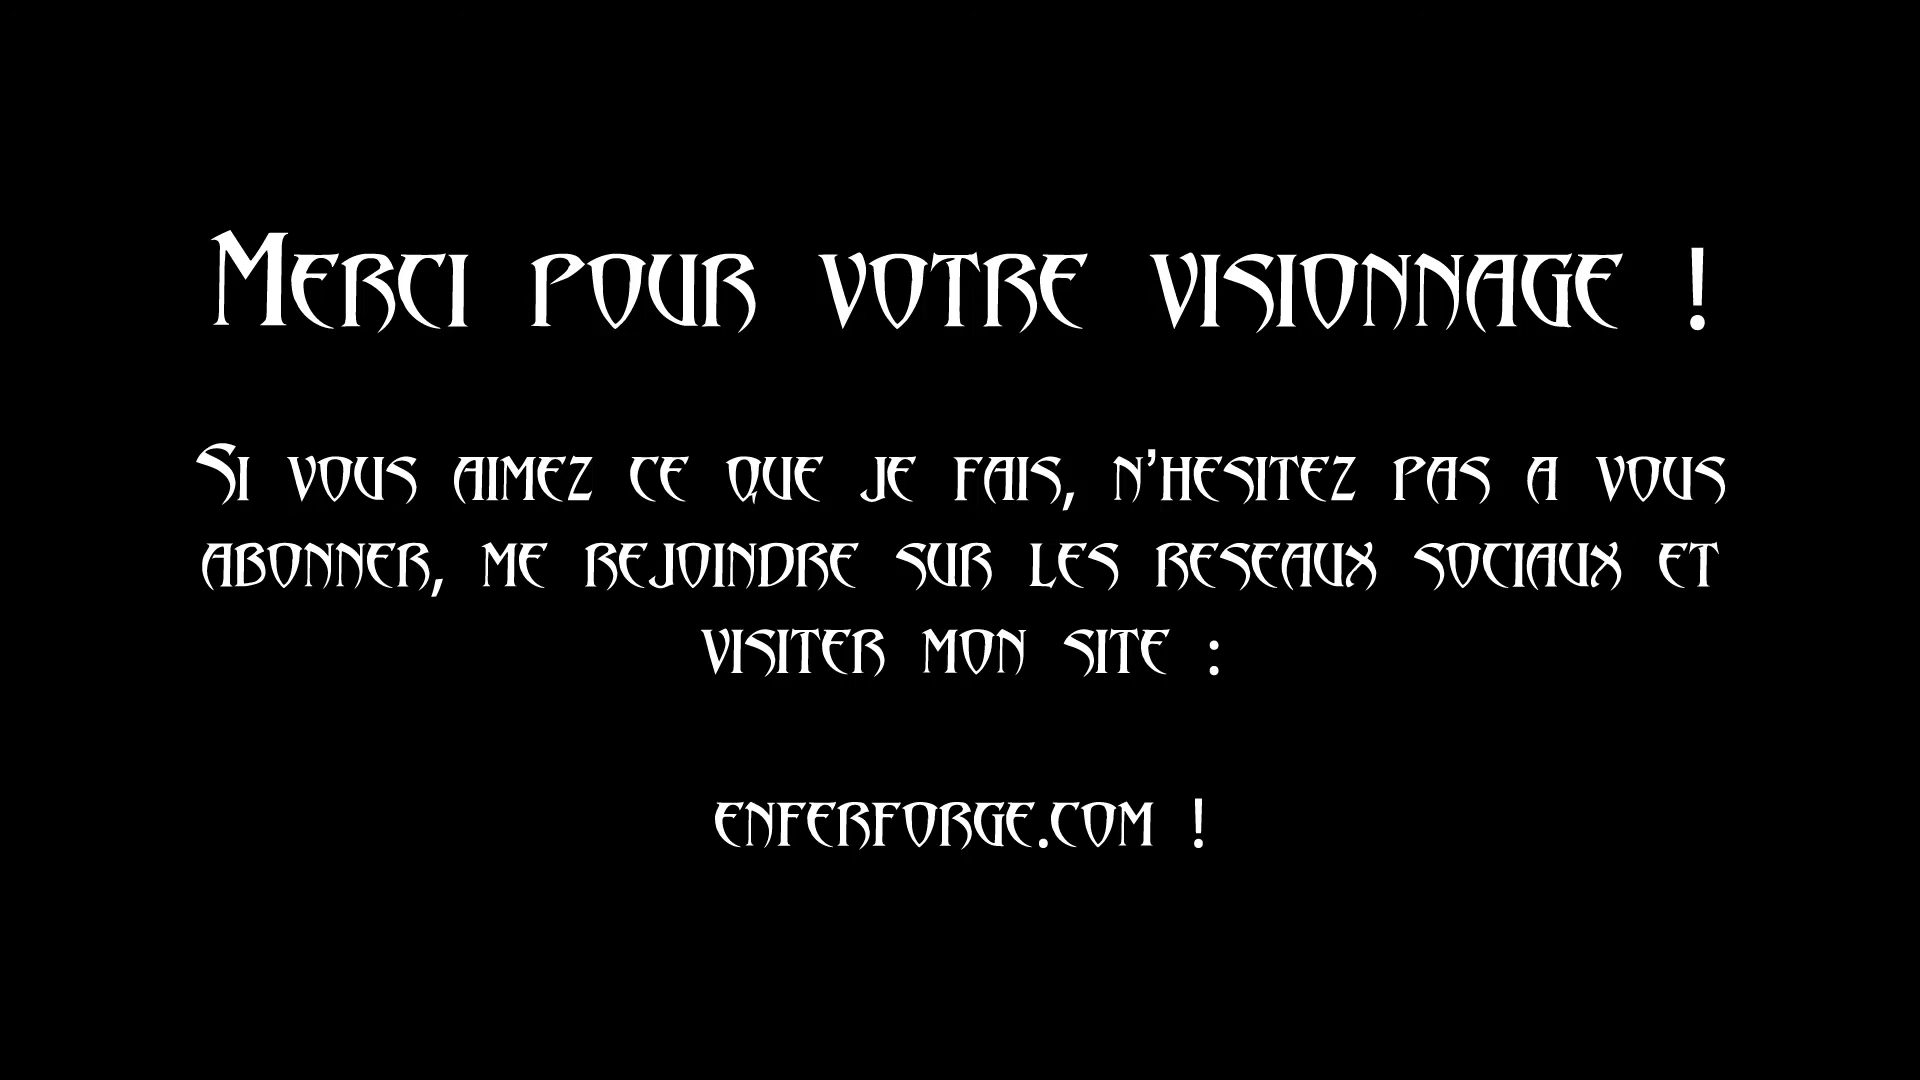 Merci pour votre visionnage !
Si vous aimez ce que je fais, n'hesitez pas a vous
abonner, me rejoindre sur les reseaux sociaux et
visiter mon site :
enferforge.com !